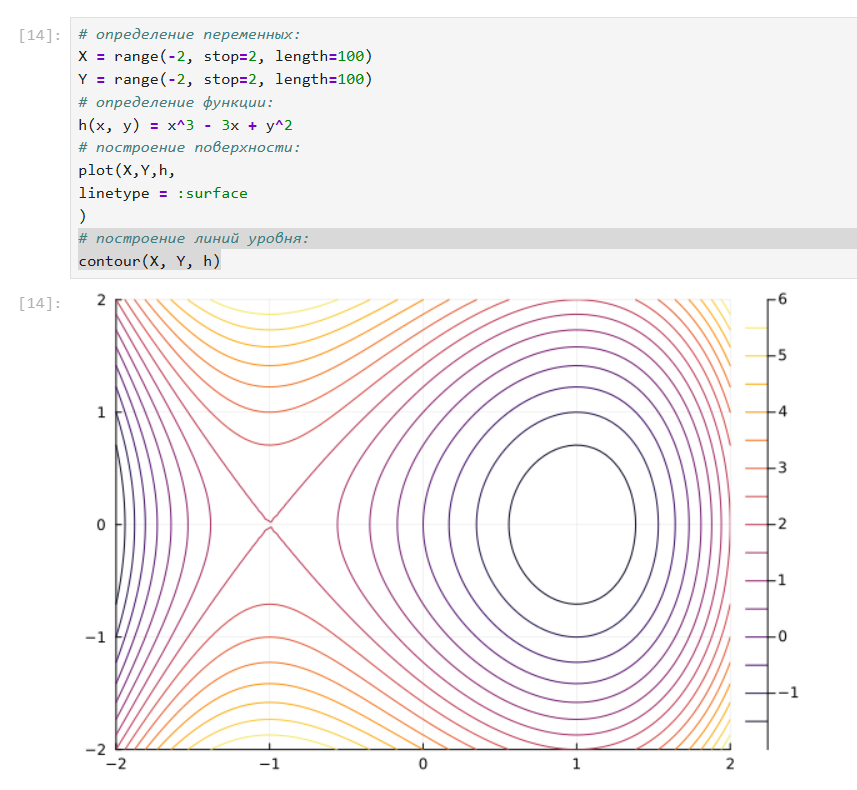 [14]:
# определение переменных:
X = range(-2, stop=2, length=100)
Y = range(-2, stop=2, length=100)
# определение функции:
h(x, y) = x^3 - 3x + y^2
# построение поверхности:
plot(X,Y,h,
linetype = :surface
)
# построение линий уровня:
contour(X, Y, h)
[14]:
2
1
0
−1
−2
−2
−1
0
1
2
6
5
4
3
2
1
0
−1